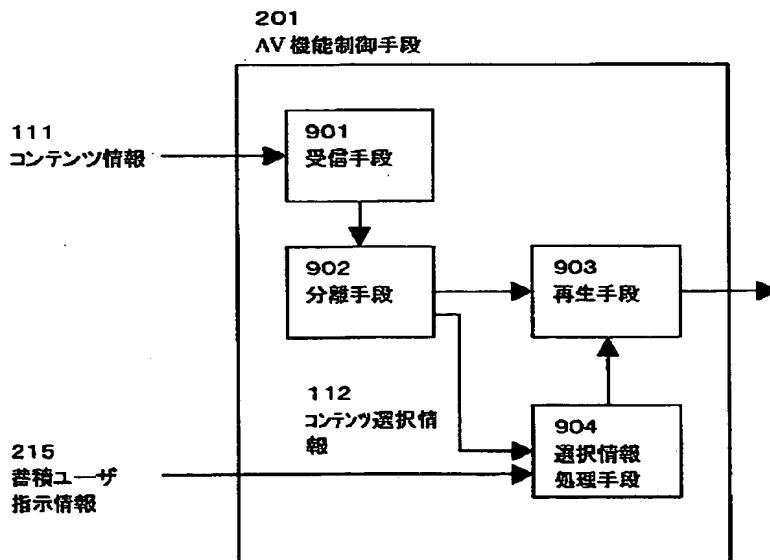 201
AV機能制御手段
111
コンテンツ情報
901
受信手段
902
分離手段
903
再生手段
112
コンテンツ選択情
報
904
選択情報
処理手段
215
蓄積ユーザ
指示情報